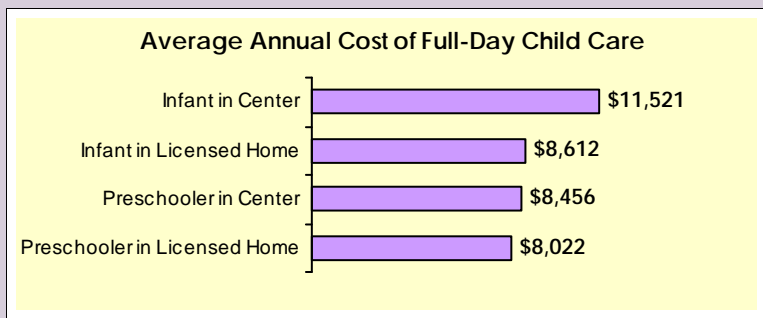 Average Annual Cost of Full-Day Child Care
Infant in Center $11,521
Infant in Licensed Home $8,612
Preschooler in Center $8,456
Preschooler in Licensed Home $8,022